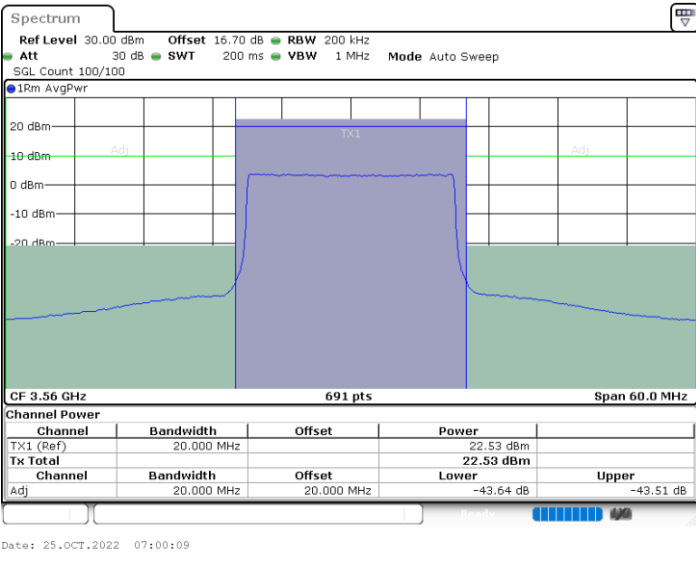 Spectrum
Ref Level 30.00 dBm Offset 16.70 dB RBW 200 kHz
Att 30 dB SWT 200 ms VBW 1 MHz Mode Auto Sweep
SGL Count 100/100
1Rm AvgPwr
20 dBm
TX1
Adj Adj
10 dBm
0 dBm
-10 dBm
-20 dBm
CF 3.56 GHz 691 pts Span 60.0 MHz
Channel Power
Channel Bandwidth Offset Power
TX1 (Ref) 20.000 MHz 22.53 dBm
Tx Total 22.53 dBm
Channel Bandwidth Offset Lower Upper
Adj 20.000 MHz 20.000 MHz -43.64 dB -43.51 dB
Ready
Date: 25.OCT.2022 07:00:09